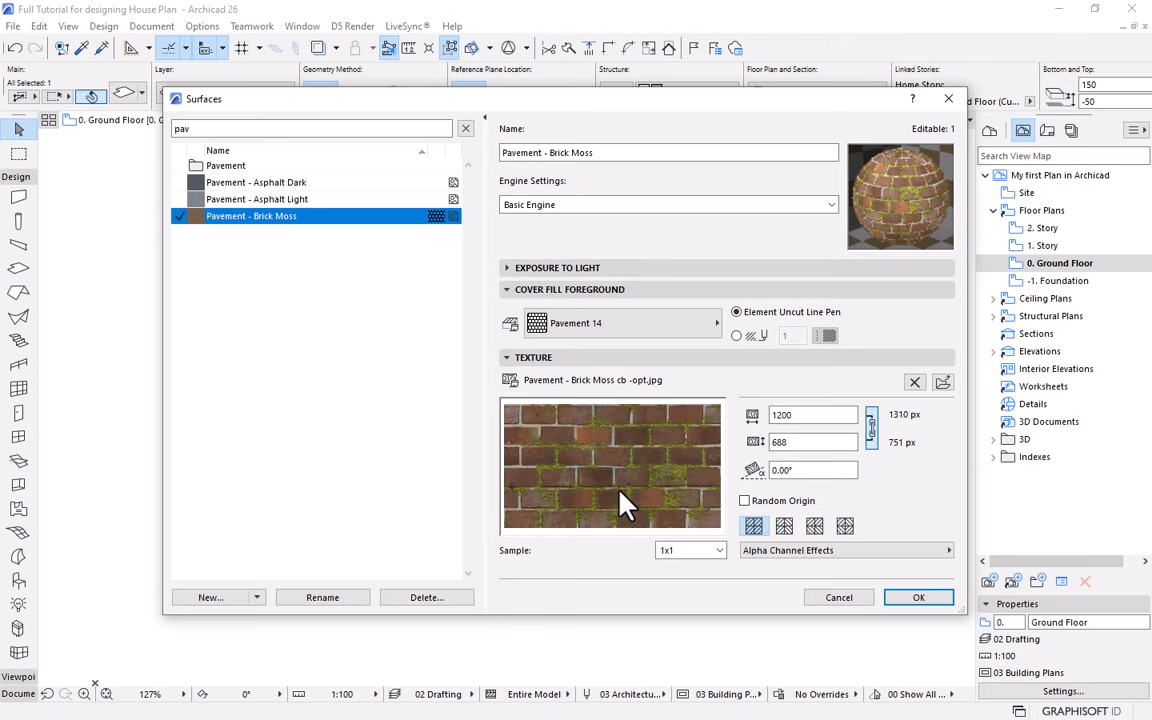 Full Tutorial for designing House Plan - Archicad 26
File Edit View Design Document Options Teamwork Window D5 Render LiveSync® Help
Main: Layer: Geometry Method: Reference Plane Location: Structure: Floor Plan and Section: Linked Stories: Bottom and Top:
All Selected: 1
Home Story
150
d Floor (Cu...
-50
0. Ground Floor [0. G
Surfaces
pav
Name
Pavement
Pavement - Asphalt Dark
Pavement - Asphalt Light
Pavement - Brick Moss
New...
Rename
Delete...
Name:
Editable: 1
Pavement - Brick Moss
Engine Settings:
Basic Engine
EXPOSURE TO LIGHT
COVER FILL FOREGROUND
Pavement 14
Element Uncut Line Pen
1
TEXTURE
Pavement - Brick Moss cb -opt.jpg
1200
1310 px
688
751 px
α
0.00°
Random Origin
Sample:
1x1
Alpha Channel Effects
Cancel
OK
Design
Viewpoi
Docume
Search View Map
My first Plan in Archicad
Site
Floor Plans
2. Story
1. Story
0. Ground Floor
-1. Foundation
Ceiling Plans
Structural Plans
Sections
Elevations
Interior Elevations
Worksheets
Details
3D Documents
3D
Indexes
Properties
0.
Ground Floor
02 Drafting
1:100
03 Building Plans
Settings...
127%
0°
1:100
02 Drafting
Entire Model
03 Architectu...
03 Building P...
No Overrides
00 Show All ...
GRAPHISOFT ID